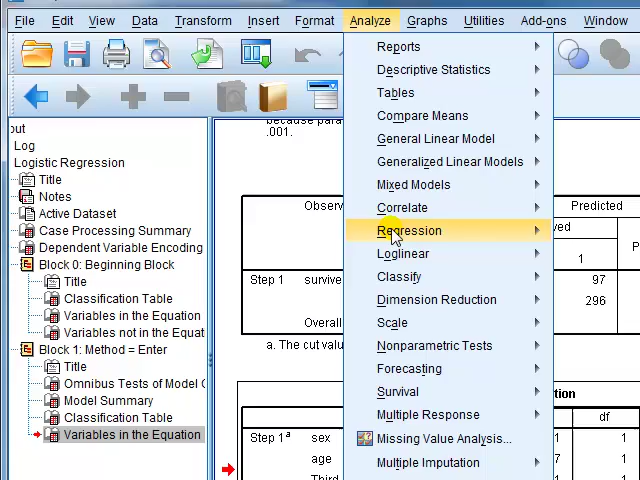 File Edit View Data Transform Insert Format Analyze Graphs Utilities Add-ons Window
Reports
Descriptive Statistics
Tables
Compare Means
General Linear Model
Generalized Linear Models
Mixed Models
Correlate
Regression
Loglinear
Classify
Dimension Reduction
Scale
Nonparametric Tests
Forecasting
Survival
Multiple Response
Missing Value Analysis...
Multiple Imputation
put
Log
Logistic Regression
Title
Notes
Active Dataset
Case Processing Summary
Dependent Variable Encoding
Block 0: Beginning Block
Title
Classification Table
Variables in the Equation
Variables not in the Equat
Block 1: Method = Enter
Title
Omnibus Tests of Model C
Model Summary
Classification Table
Variables in the Equation
because para
.001.
Observ
Predicted
ved
P
1
Step 1 survive
97
296
Overall
a. The cut valu
tion
df
Step 1a sex
1
age
1
Third
1